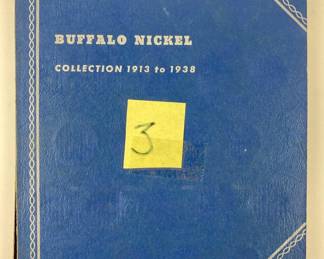 BUFFALO NICKEL
COLLECTION 1913 to 1938
3